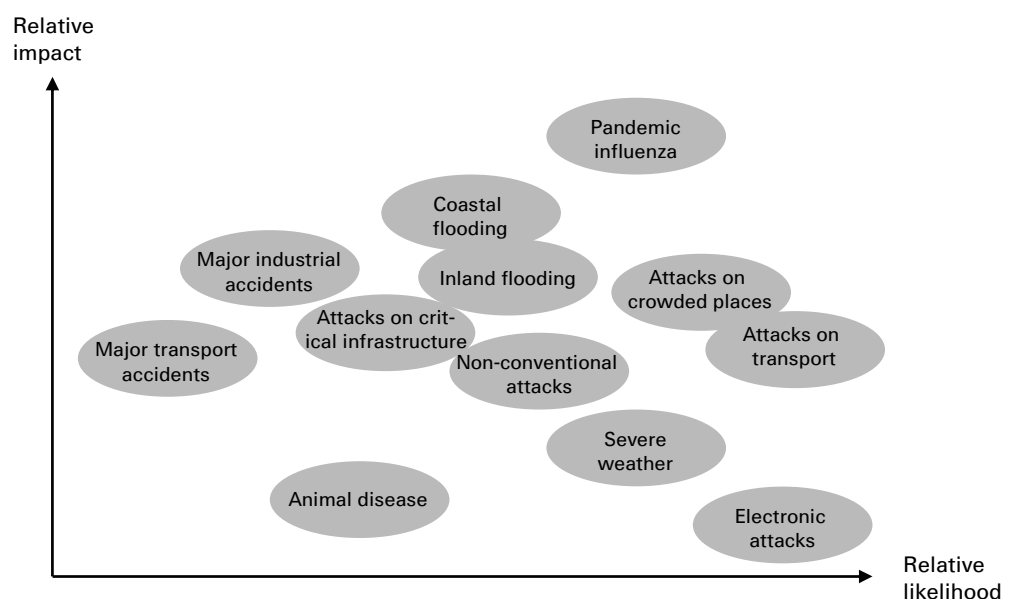 Relative
impact
Pandemic
influenza
Coastal
flooding
Major industrial
accidents
Inland flooding
Attacks on
crowded places
Attacks on crit-
ical infrastructure
Attacks on
transport
Major transport
accidents
Non-conventional
attacks
Severe
weather
Animal disease
Electronic
attacks
Relative
likelihood